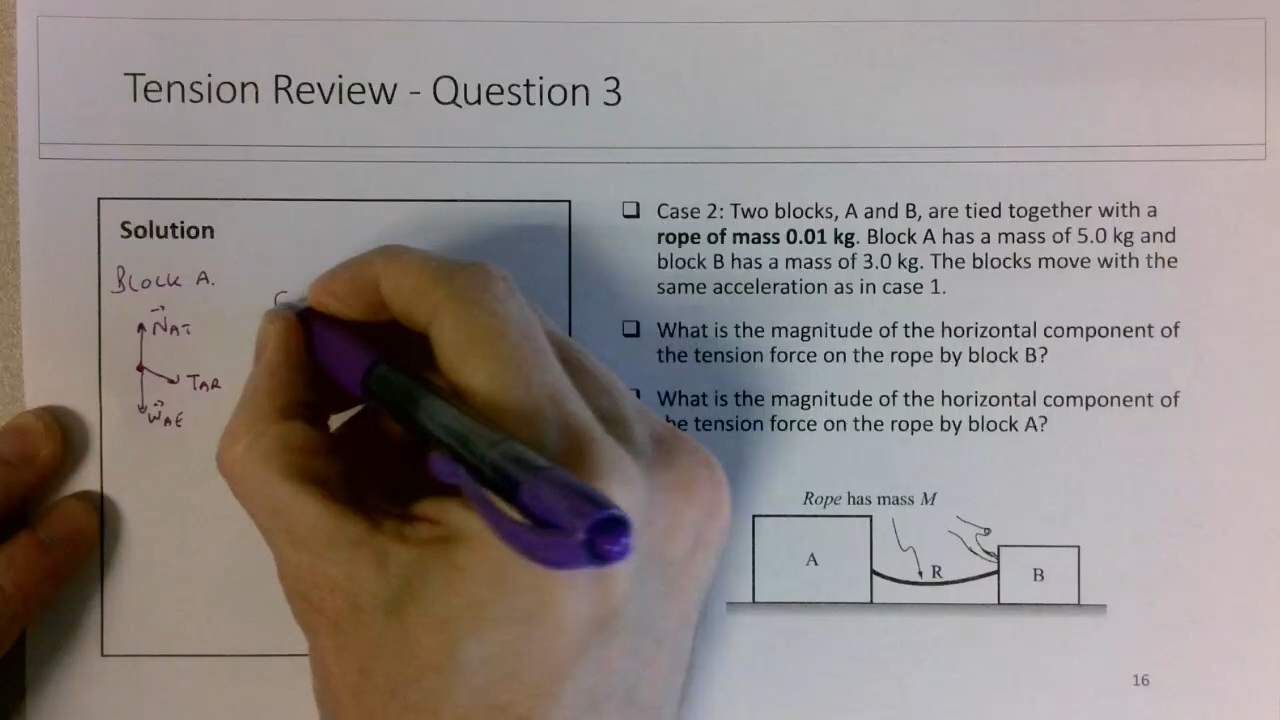 Tension Review - Question 3
Solution
Block A.
N⃗AT
TAR
W⃗AE
Case 2: Two blocks, A and B, are tied together with a
rope of mass 0.01 kg. Block A has a mass of 5.0 kg and
block B has a mass of 3.0 kg. The blocks move with the
same acceleration as in case 1.
What is the magnitude of the horizontal component of
the tension force on the rope by block B?
What is the magnitude of the horizontal component of
he tension force on the rope by block A?
Rope has mass M
A
R
B
16